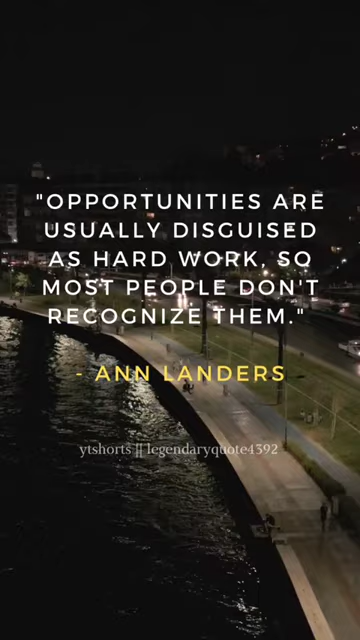 "OPPORTUNITIES ARE
USUALLY DISGUISED
AS HARD WORK, SO
MOST PEOPLE DON'T
RECOGNIZE THEM."
- ANN LANDERS
ytshorts || legendaryquote4392